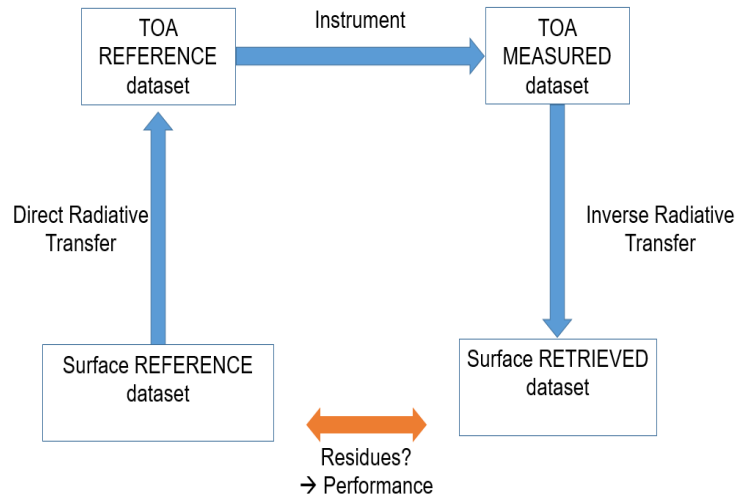 TOA
REFERENCE
dataset
Instrument
TOA
MEASURED
dataset
Direct Radiative
Transfer
Inverse Radiative
Transfer
Surface REFERENCE
dataset
Surface RETRIEVED
dataset
Residues?
→ Performance